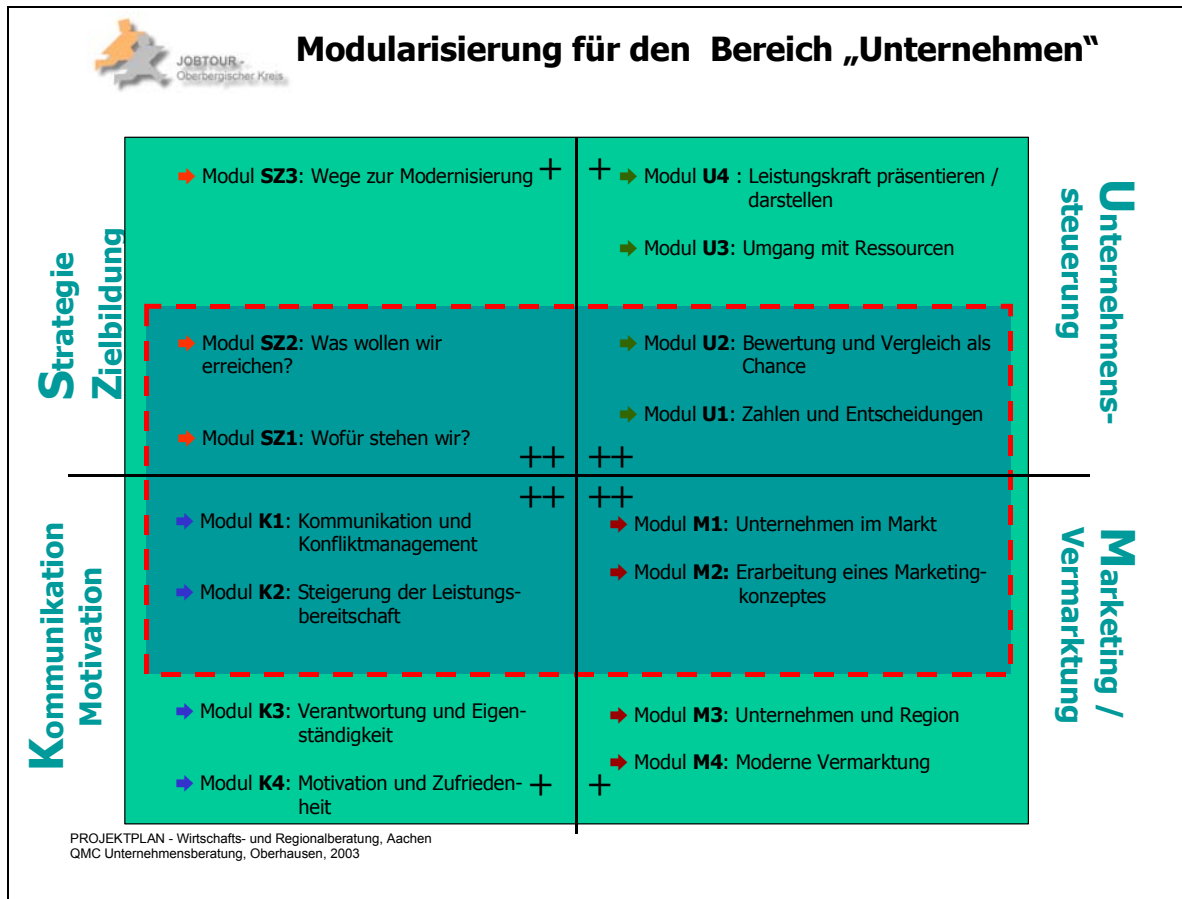 JOBTOUR -
Oberbergischer Kreis
Modularisierung für den Bereich „Unternehmen“
Strategie
Zielbildung
Modul SZ3: Wege zur Modernisierung +
Modul SZ2: Was wollen wir
erreichen?
Modul SZ1: Wofür stehen wir?
++
+ Modul U4 : Leistungskraft präsentieren /
darstellen
Modul U3: Umgang mit Ressourcen
Modul U2: Bewertung und Vergleich als
Chance
Modul U1: Zahlen und Entscheidungen
++
Unternehmens-
steuerung
Kommunikation
Motivation
++
Modul K1: Kommunikation und
Konfliktmanagement
Modul K2: Steigerung der Leistungs-
bereitschaft
Modul K3: Verantwortung und Eigen-
ständigkeit
Modul K4: Motivation und Zufrieden- +
heit
++
Modul M1: Unternehmen im Markt
Modul M2: Erarbeitung eines Marketing-
konzeptes
Modul M3: Unternehmen und Region
Modul M4: Moderne Vermarktung
+
Marketing /
Vermarktung
PROJEKTPLAN - Wirtschafts- und Regionalberatung, Aachen
QMC Unternehmensberatung, Oberhausen, 2003